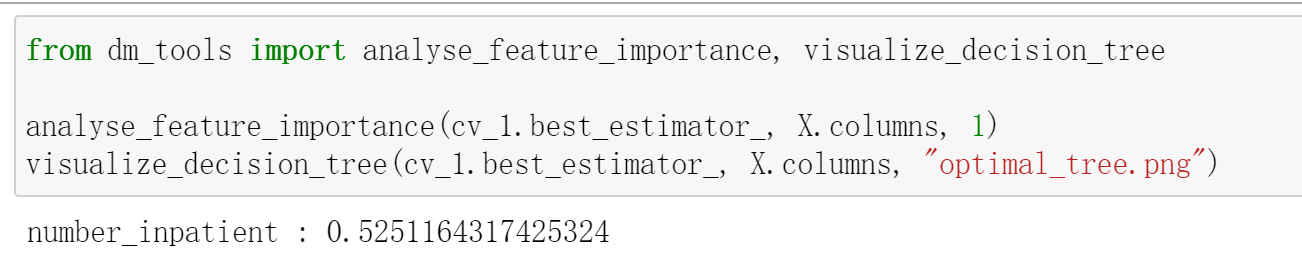 from dm_tools import analyse_feature_importance, visualize_decision_tree
analyse_feature_importance(cv_1.best_estimator_, X.columns, 1)
visualize_decision_tree(cv_1.best_estimator_, X.columns, "optimal_tree.png")
number_inpatient : 0.5251164317425324